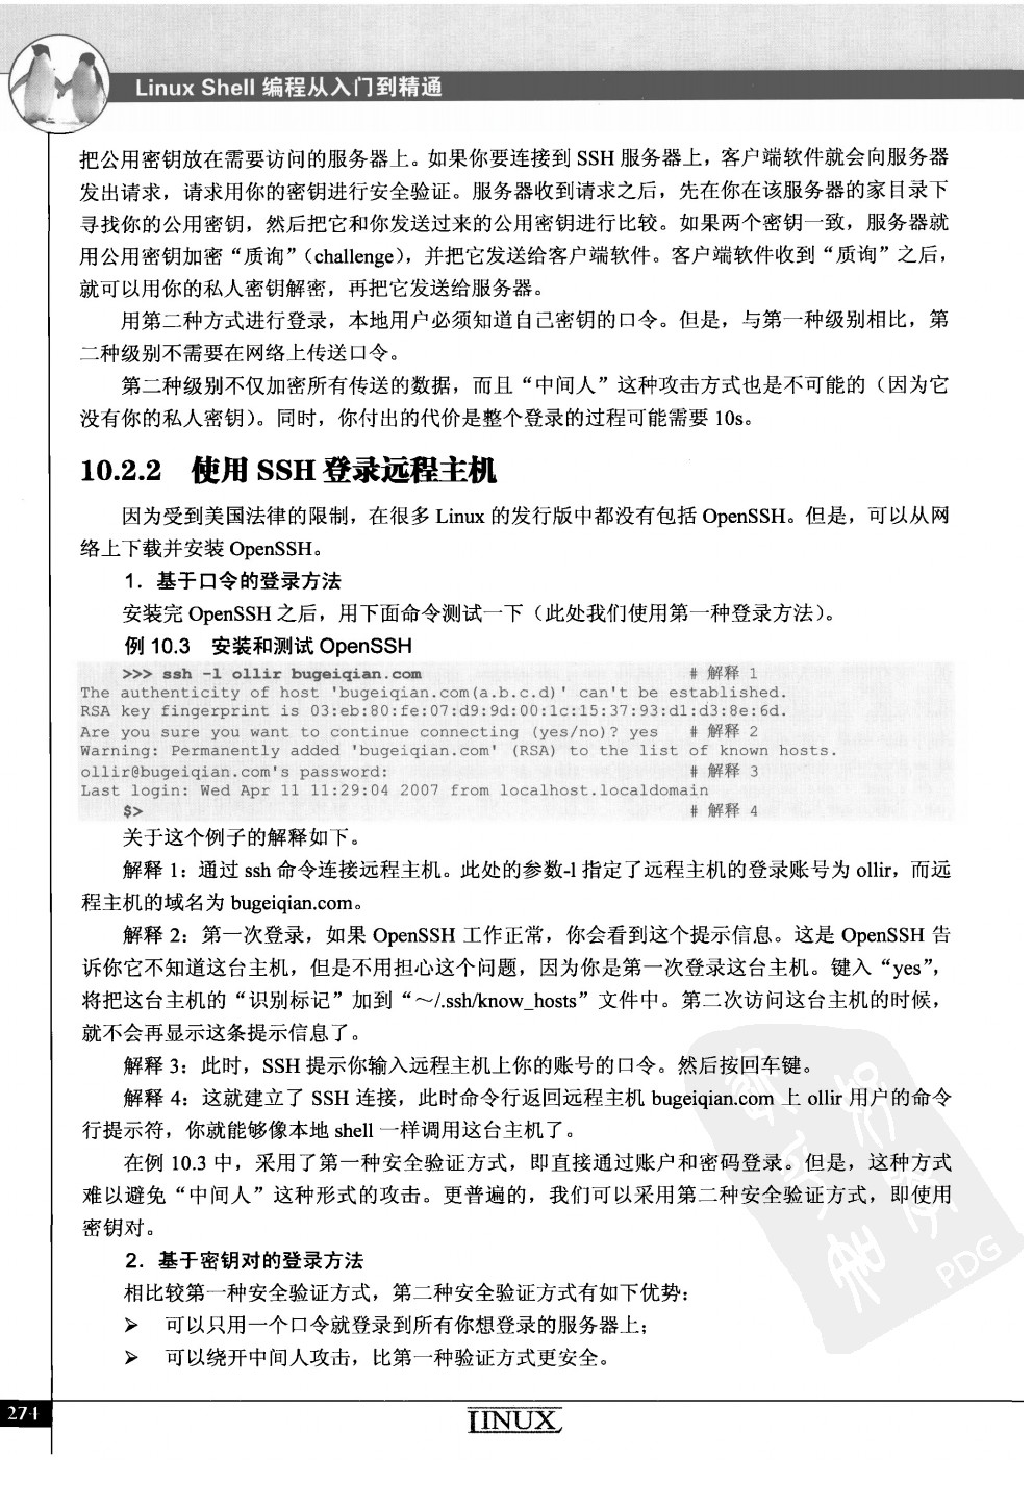 Linux Shell 编程从入门到精通
把公用密钥放在需要访问的服务器上。如果你要连接到 SSH 服务器上，客户端软件就会向服务器
发出请求，请求用你的密钥进行安全验证。服务器收到请求之后，先在你在该服务器的家目录下
寻找你的公用密钥，然后把它和你发送过来的公用密钥进行比较。如果两个密钥一致，服务器就
用公用密钥加密“质询”（challenge），并把它发送给客户端软件。客户端软件收到“质询”之后，
就可以用你的私人密钥解密，再把它发送给服务器。
用第二种方式进行登录，本地用户必须知道自己密钥的口令。但是，与第一种级别相比，第
二种级别不需要在网络上传送口令。
第二种级别不仅加密所有传送的数据，而且“中间人”这种攻击方式也是不可能的（因为它
没有你的私人密钥）。同时，你付出的代价是整个登录的过程可能需要 10s。
10.2.2 使用 SSH 登录远程主机
因为受到美国法律的限制，在很多 Linux 的发行版中都没有包括 OpenSSH。但是，可以从网
络上下载并安装 OpenSSH。
1．基于口令的登录方法
安装完 OpenSSH 之后，用下面命令测试一下（此处我们使用第一种登录方法）。
例 10.3 安装和测试 OpenSSH
>>> ssh -l ollir bugeiqian.com # 解释 1
The authenticity of host 'bugeiqian.com(a.b.c.d)' can't be established.
RSA key fingerprint is 03:eb:80:fe:07:d9:9d:00:1c:15:37:93:d1:d3:8e:6d.
Are you sure you want to continue connecting (yes/no)? yes # 解释 2
Warning: Permanently added 'bugeiqian.com' (RSA) to the list of known hosts.
ollir@bugeiqian.com's password: # 解释 3
Last login: Wed Apr 11 11:29:04 2007 from localhost.localdomain
$> # 解释 4
关于这个例子的解释如下。
解释 1：通过 ssh 命令连接远程主机。此处的参数-l 指定了远程主机的登录账号为 ollir，而远
程主机的域名为 bugeiqian.com。
解释 2：第一次登录，如果 OpenSSH 工作正常，你会看到这个提示信息。这是 OpenSSH 告
诉你它不知道这台主机，但是不用担心这个问题，因为你是第一次登录这台主机。键入“yes”，
将把这台主机的“识别标记”加到“～/.ssh/know_hosts”文件中。第二次访问这台主机的时候，
就不会再显示这条提示信息了。
解释 3：此时，SSH 提示你输入远程主机上你的账号的口令。然后按回车键。
解释 4：这就建立了 SSH 连接，此时命令行返回远程主机 bugeiqian.com 上 ollir 用户的命令
行提示符，你就能够像本地 shell 一样调用这台主机了。
在例 10.3 中，采用了第一种安全验证方式，即直接通过账户和密码登录。但是，这种方式
难以避免“中间人”这种形式的攻击。更普遍的，我们可以采用第二种安全验证方式，即使用
密钥对。
2．基于密钥对的登录方法
相比较第一种安全验证方式，第二种安全验证方式有如下优势：
➢ 可以只用一个口令就登录到所有你想登录的服务器上；
➢ 可以绕开中间人攻击，比第一种验证方式更安全。
PDG
274
LINUX